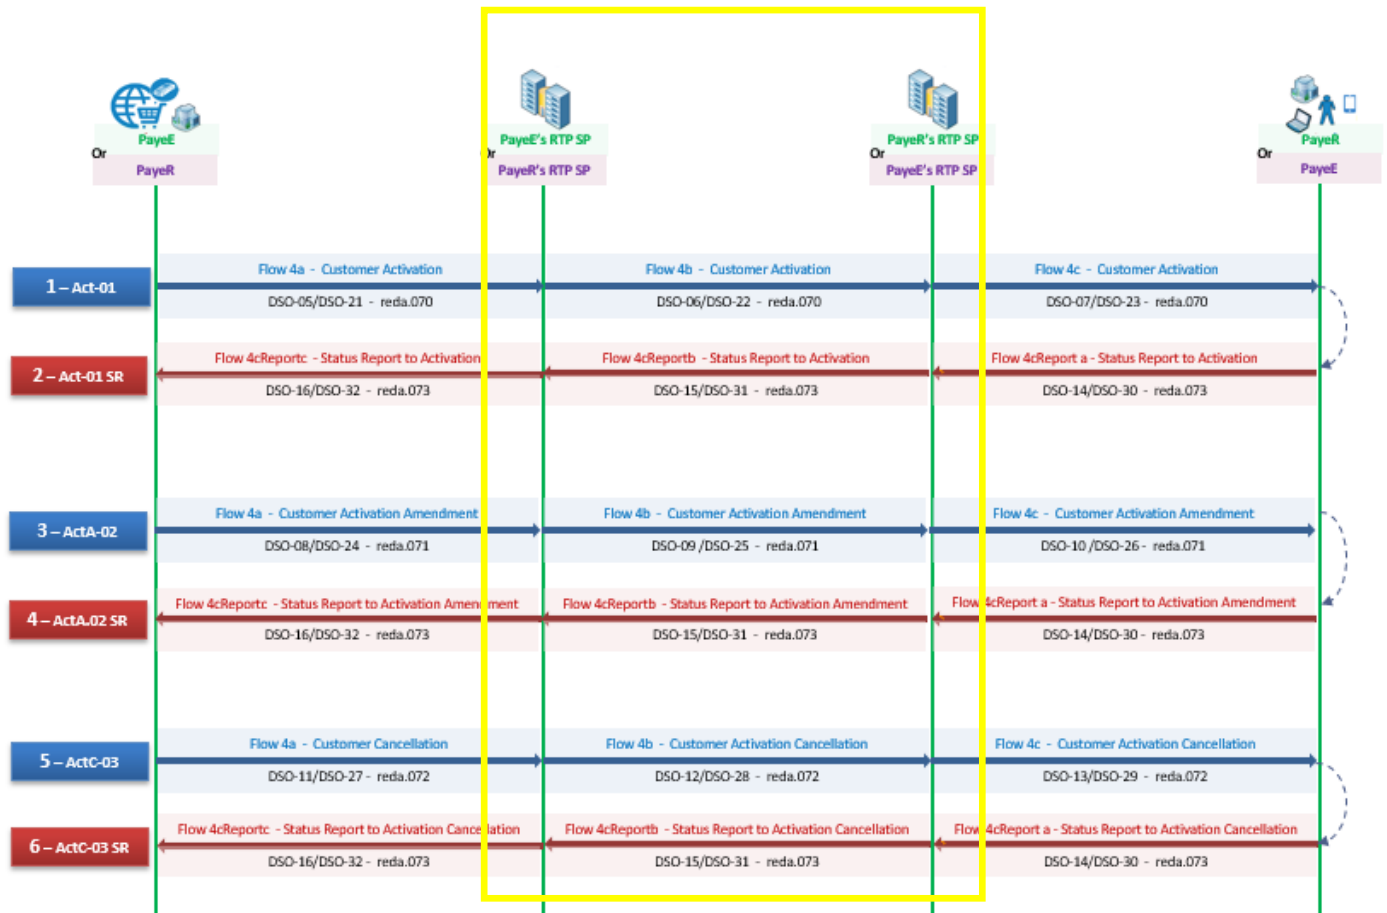 PayeE
Or
PayeR
PayeE's RTP SP
Or
PayeR's RTP SP
PayeR's RTP SP
Or
PayeE's RTP SP
PayeR
Or
PayeE
1 – Act-01
Flow 4a - Customer Activation
DSO-05/DSO-21 - reda.070
Flow 4b - Customer Activation
DSO-06/DSO-22 - reda.070
Flow 4c - Customer Activation
DSO-07/DSO-23 - reda.070
2 – Act-01 SR
Flow 4cReportc - Status Report to Activation
DSO-16/DSO-32 - reda.073
Flow 4cReportb - Status Report to Activation
DSO-15/DSO-31 - reda.073
Flow 4cReport a - Status Report to Activation
DSO-14/DSO-30 - reda.073
3 – ActA-02
Flow 4a - Customer Activation Amendment
DSO-08/DSO-24 - reda.071
Flow 4b - Customer Activation Amendment
DSO-09 /DSO-25 - reda.071
Flow 4c - Customer Activation Amendment
DSO-10 /DSO-26 - reda.071
4 – ActA.02 SR
Flow 4cReportc - Status Report to Activation Amendment
DSO-16/DSO-32 - reda.073
Flow 4cReportb - Status Report to Activation Amendment
DSO-15/DSO-31 - reda.073
Flow 4cReport a - Status Report to Activation Amendment
DSO-14/DSO-30 - reda.073
5 – ActC-03
Flow 4a - Customer Cancellation
DSO-11/DSO-27 - reda.072
Flow 4b - Customer Activation Cancellation
DSO-12/DSO-28 - reda.072
Flow 4c - Customer Activation Cancellation
DSO-13/DSO-29 - reda.072
6 – ActC-03 SR
Flow 4cReportc - Status Report to Activation Cancellation
DSO-16/DSO-32 - reda.073
Flow 4cReportb - Status Report to Activation Cancellation
DSO-15/DSO-31 - reda.073
Flow 4cReport a - Status Report to Activation Cancellation
DSO-14/DSO-30 - reda.073